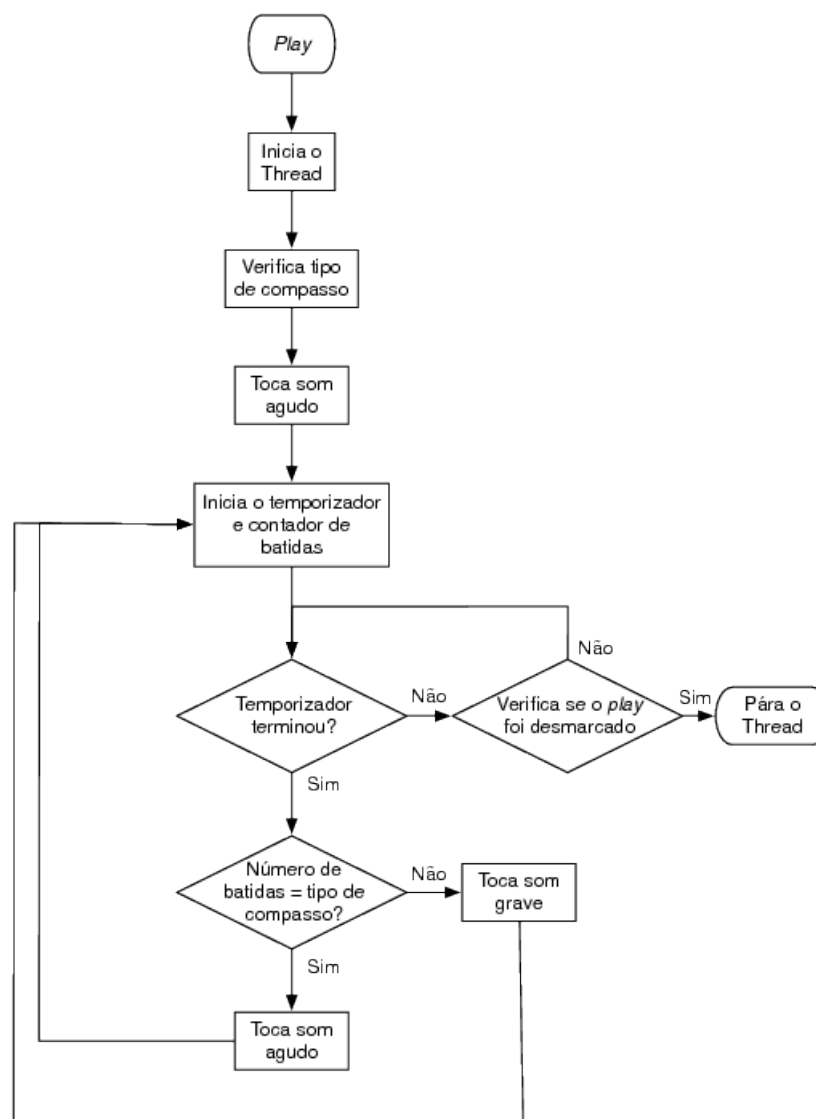 Play
Inicia o
Thread
Verifica tipo
de compasso
Toca som
agudo
Inicia o temporizador
e contador de
batidas
Não
Temporizador
terminou?
Não
Verifica se o play
foi desmarcado
Sim
Pára o
Thread
Sim
Número de
batidas = tipo de
compasso?
Não
Toca som
grave
Sim
Toca som
agudo